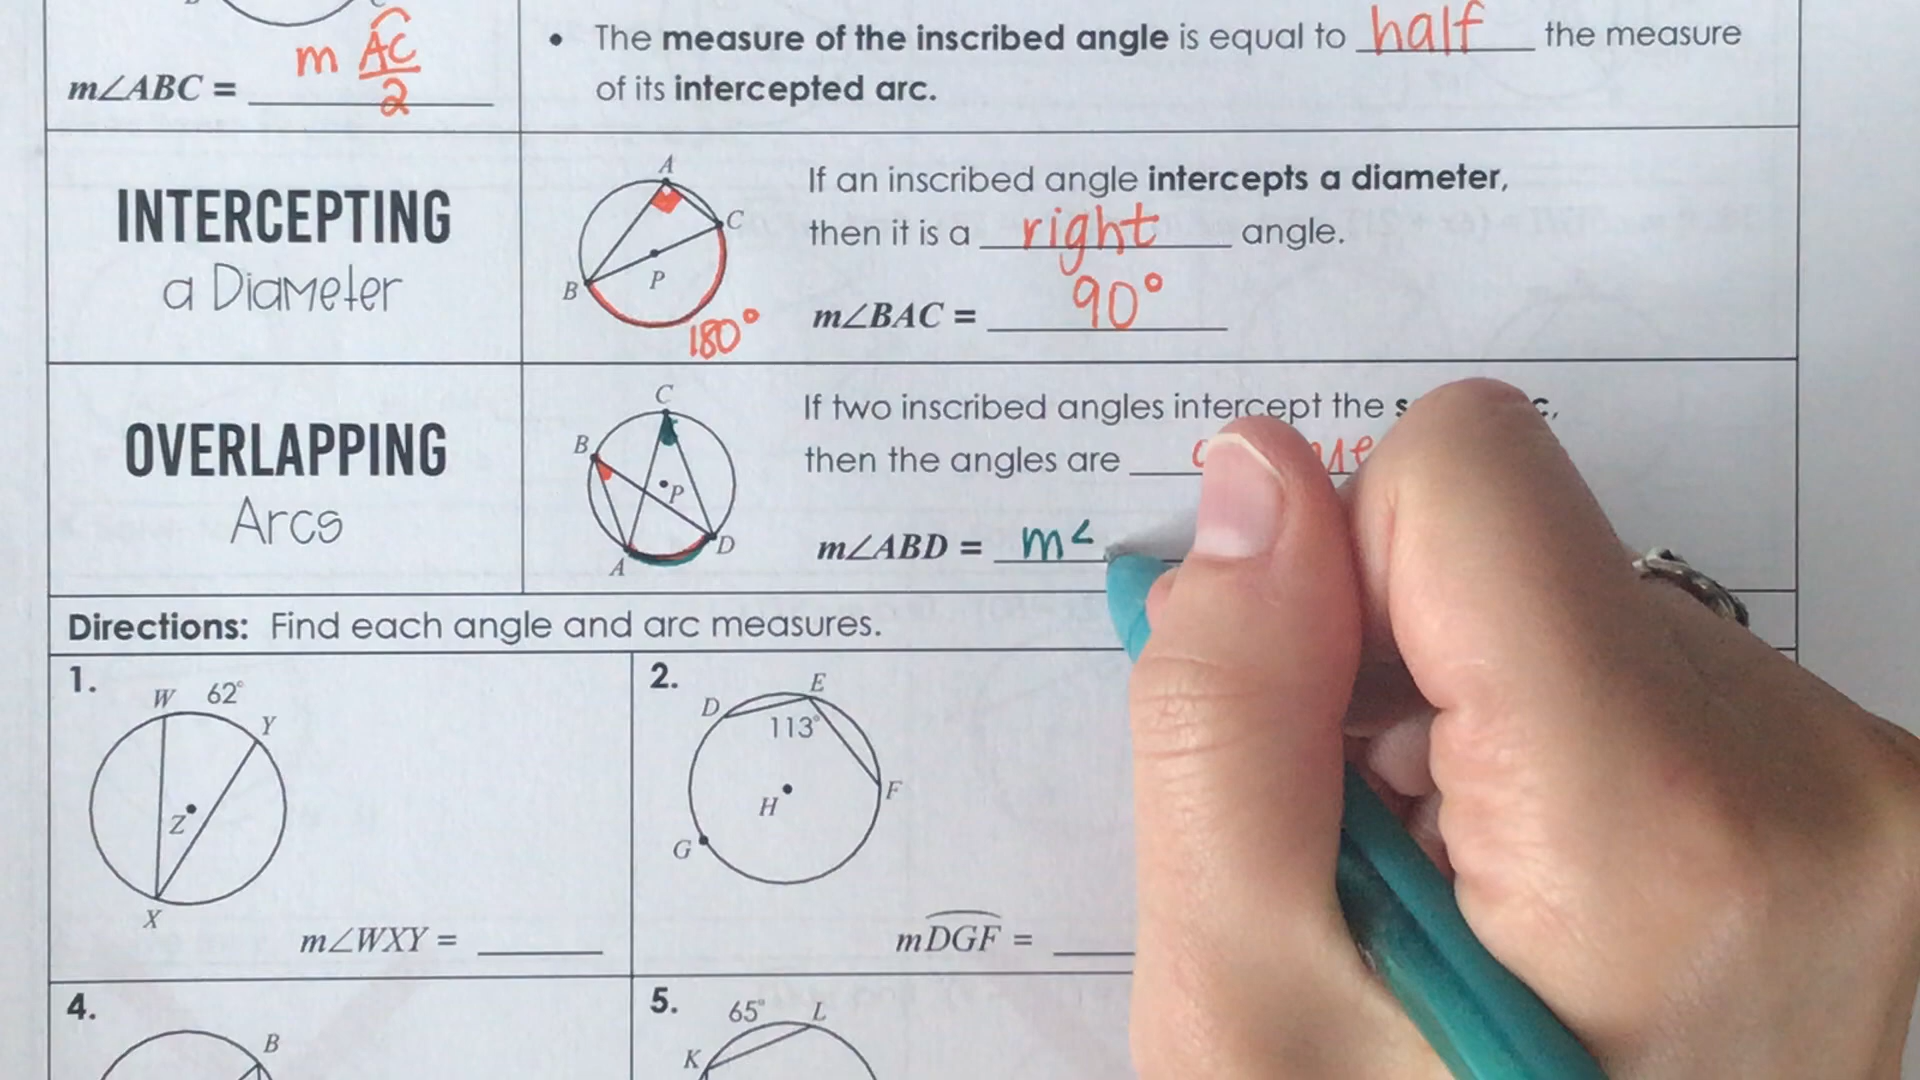 m∠ABC = m AC
2
• The measure of the inscribed angle is equal to half the measure
of its intercepted arc.
INTERCEPTING
a Diameter
A
C
P
B
180°
If an inscribed angle intercepts a diameter,
then it is a right angle.
m∠BAC = 90°
OVERLAPPING
Arcs
C
B
P
D
A
If two inscribed angles intercept the
then the angles are
m∠ABD = m∠
Directions: Find each angle and arc measures.
1.
W 62°
Y
Z
X
m∠WXY =
2.
E
D
113°
H
F
G
mDGF =
4.
B
5.
65° L
K